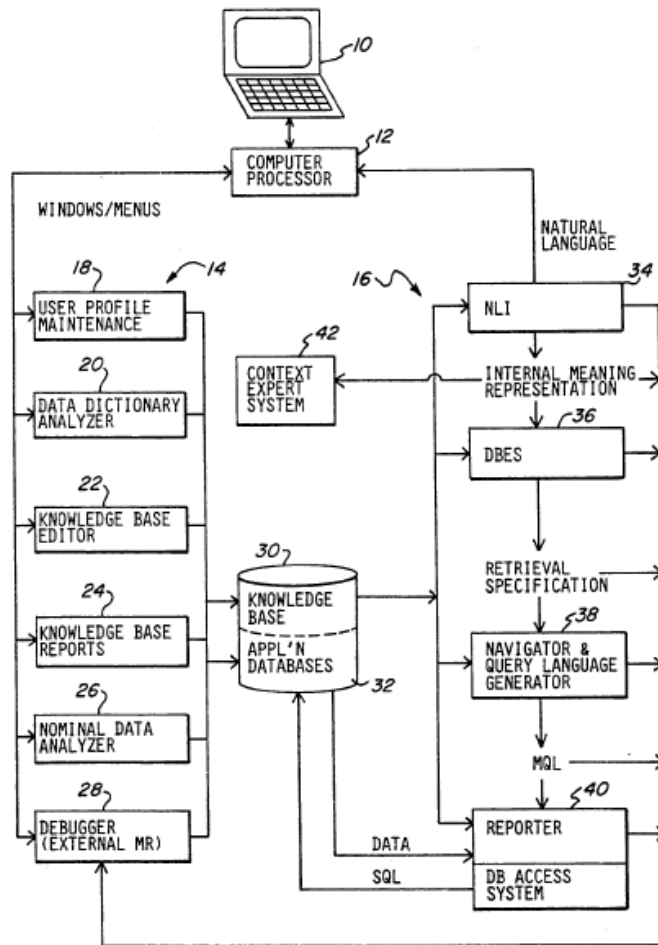 10
12
COMPUTER
PROCESSOR
WINDOWS/MENUS
NATURAL
LANGUAGE
14
16
18
USER PROFILE
MAINTENANCE
34
NLI
42
CONTEXT
EXPERT
SYSTEM
INTERNAL MEANING
REPRESENTATION
20
DATA DICTIONARY
ANALYZER
36
DBES
22
KNOWLEDGE BASE
EDITOR
30
KNOWLEDGE
BASE
APPL'N
DATABASES
32
RETRIEVAL
SPECIFICATION
24
KNOWLEDGE BASE
REPORTS
38
NAVIGATOR &
QUERY LANGUAGE
GENERATOR
26
NOMINAL DATA
ANALYZER
MQL
28
DEBUGGER
(EXTERNAL MR)
40
REPORTER
DB ACCESS
SYSTEM
DATA
SQL